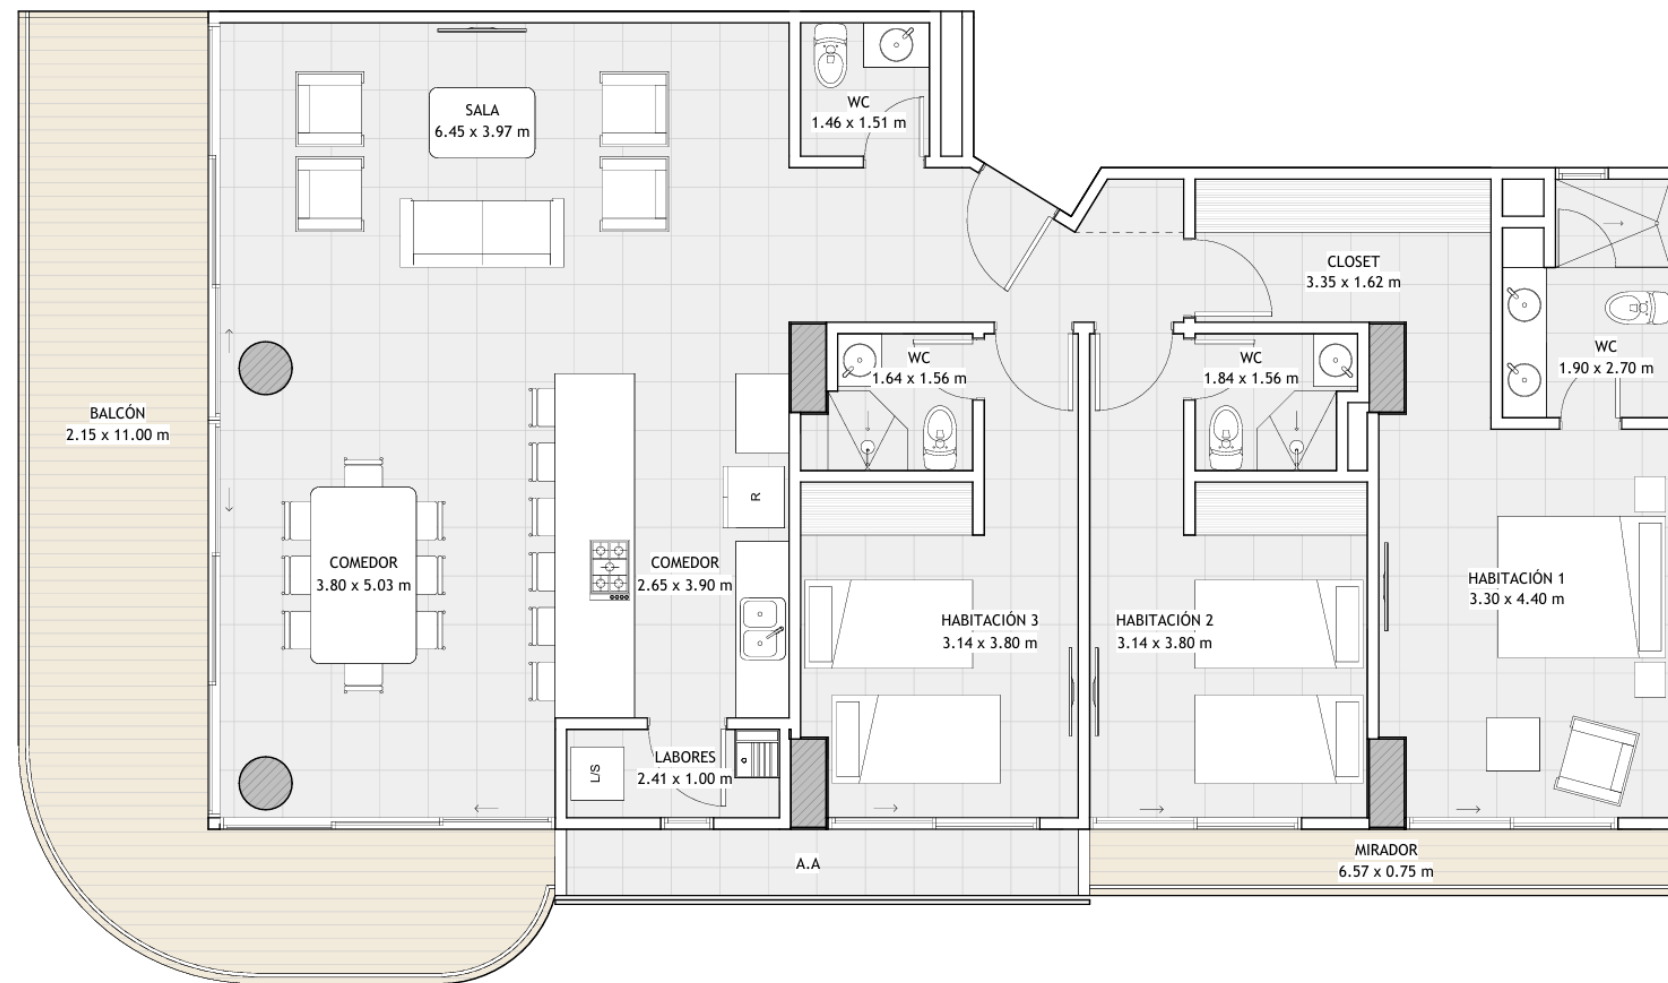 SALA
6.45 x 3.97 m
WC
1.46 x 1.51 m
CLOSET
3.35 x 1.62 m
WC
1.64 x 1.56 m
WC
1.84 x 1.56 m
WC
1.90 x 2.70 m
BALCÓN
2.15 x 11.00 m
R
COMEDOR
3.80 x 5.03 m
COMEDOR
2.65 x 3.90 m
HABITACIÓN 3
3.14 x 3.80 m
HABITACIÓN 2
3.14 x 3.80 m
HABITACIÓN 1
3.30 x 4.40 m
L/S
LABORES
2.41 x 1.00 m
A.A
MIRADOR
6.57 x 0.75 m